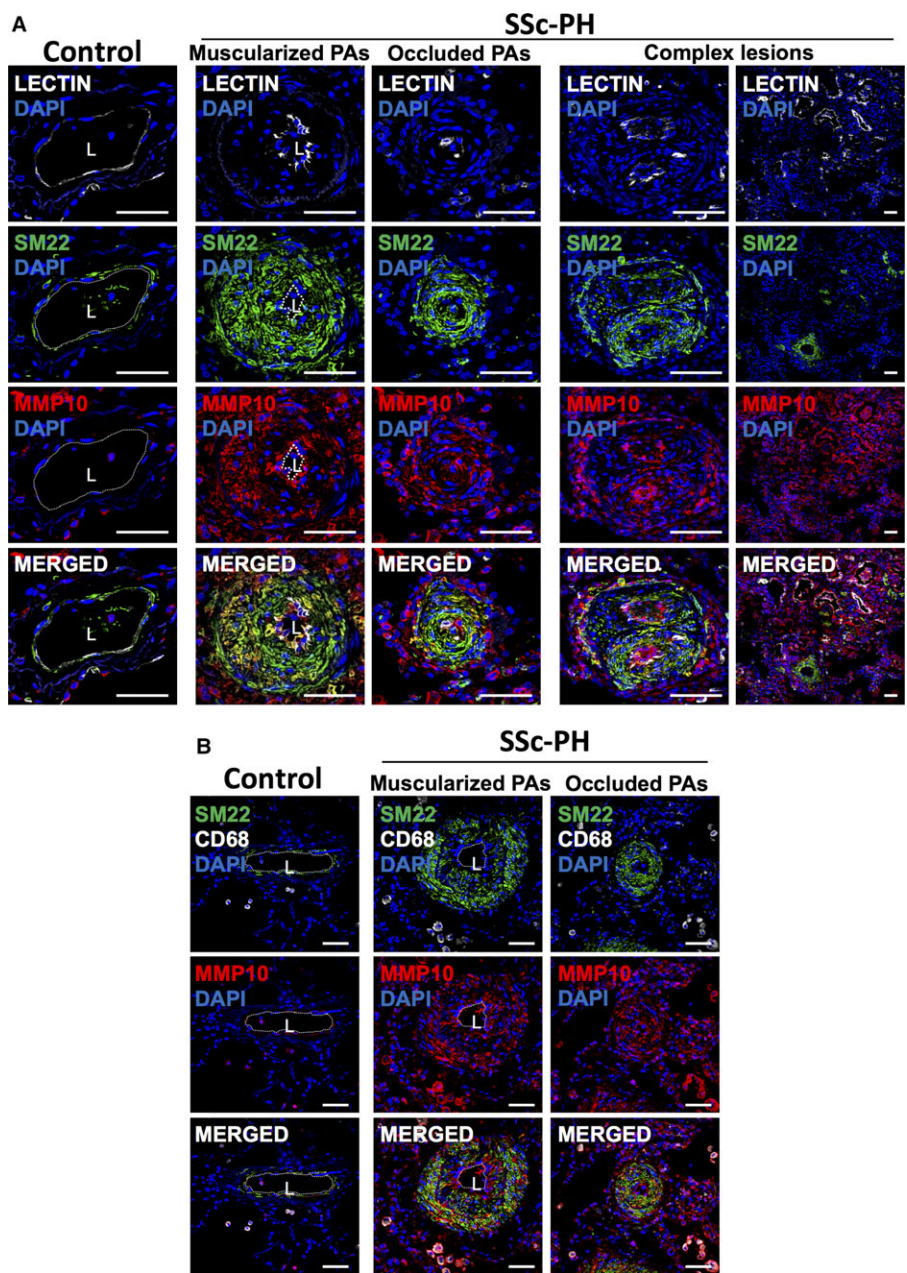 A
SSc-PH
Control
Muscularized PAs Occluded PAs Complex lesions
LECTIN LECTIN LECTIN LECTIN LECTIN
DAPI DAPI DAPI DAPI DAPI
L L
SM22 SM22 SM22 SM22 SM22
DAPI DAPI DAPI DAPI DAPI
L L
MMP10 MMP10 MMP10 MMP10 MMP10
DAPI DAPI DAPI DAPI DAPI
L L
MERGED MERGED MERGED MERGED MERGED
L L
B
SSc-PH
Control
Muscularized PAs Occluded PAs
SM22 SM22 SM22
CD68 CD68 CD68
DAPI DAPI DAPI
L L
MMP10 MMP10 MMP10
DAPI DAPI DAPI
L L
MERGED MERGED MERGED
L L